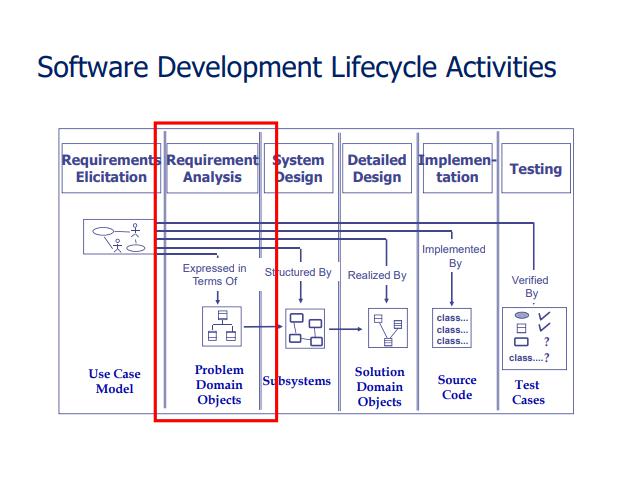 Software Development Lifecycle Activities
Requirements
Elicitation
Requirement
Analysis
System
Design
Detailed
Design
Implemen-
tation
Testing
Expressed in
Terms Of
Structured By
Realized By
Implemented
By
Verified
By
class...
class...
class...
?
class....?
Use Case
Model
Problem
Domain
Objects
Subsystems
Solution
Domain
Objects
Source
Code
Test
Cases